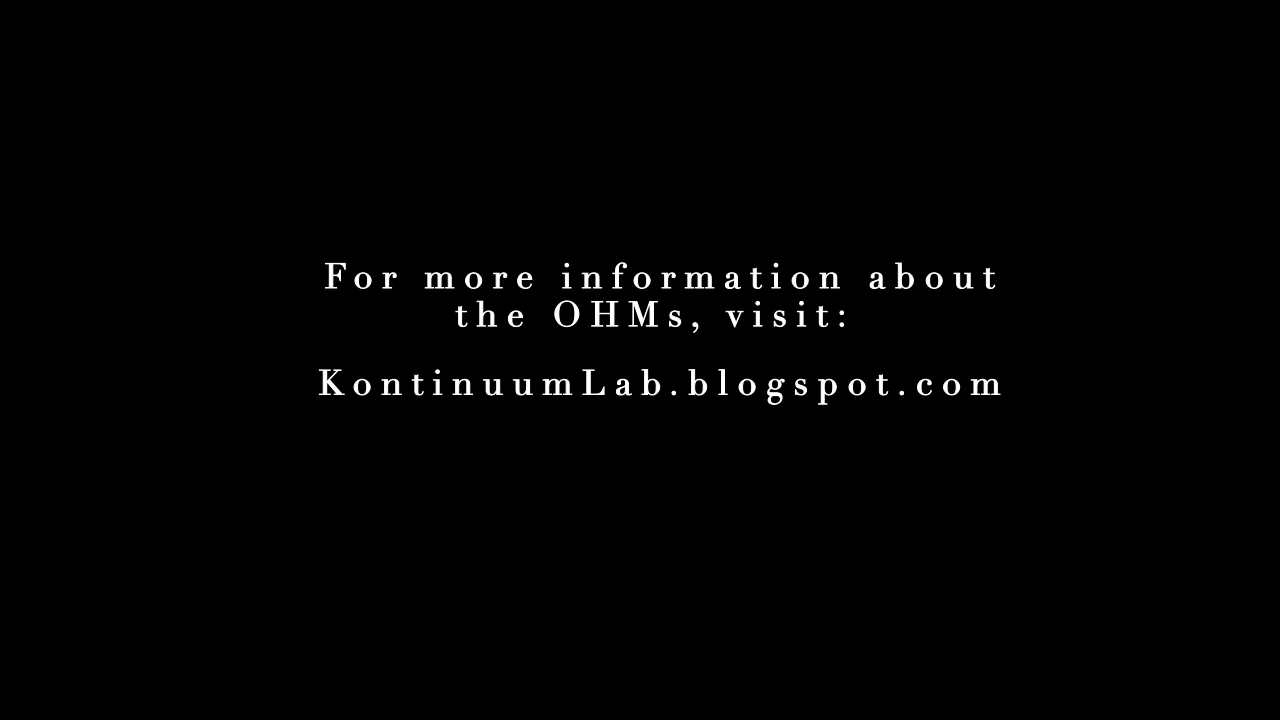 For more information about
the OHMs, visit:
KontinuumLab.blogspot.com